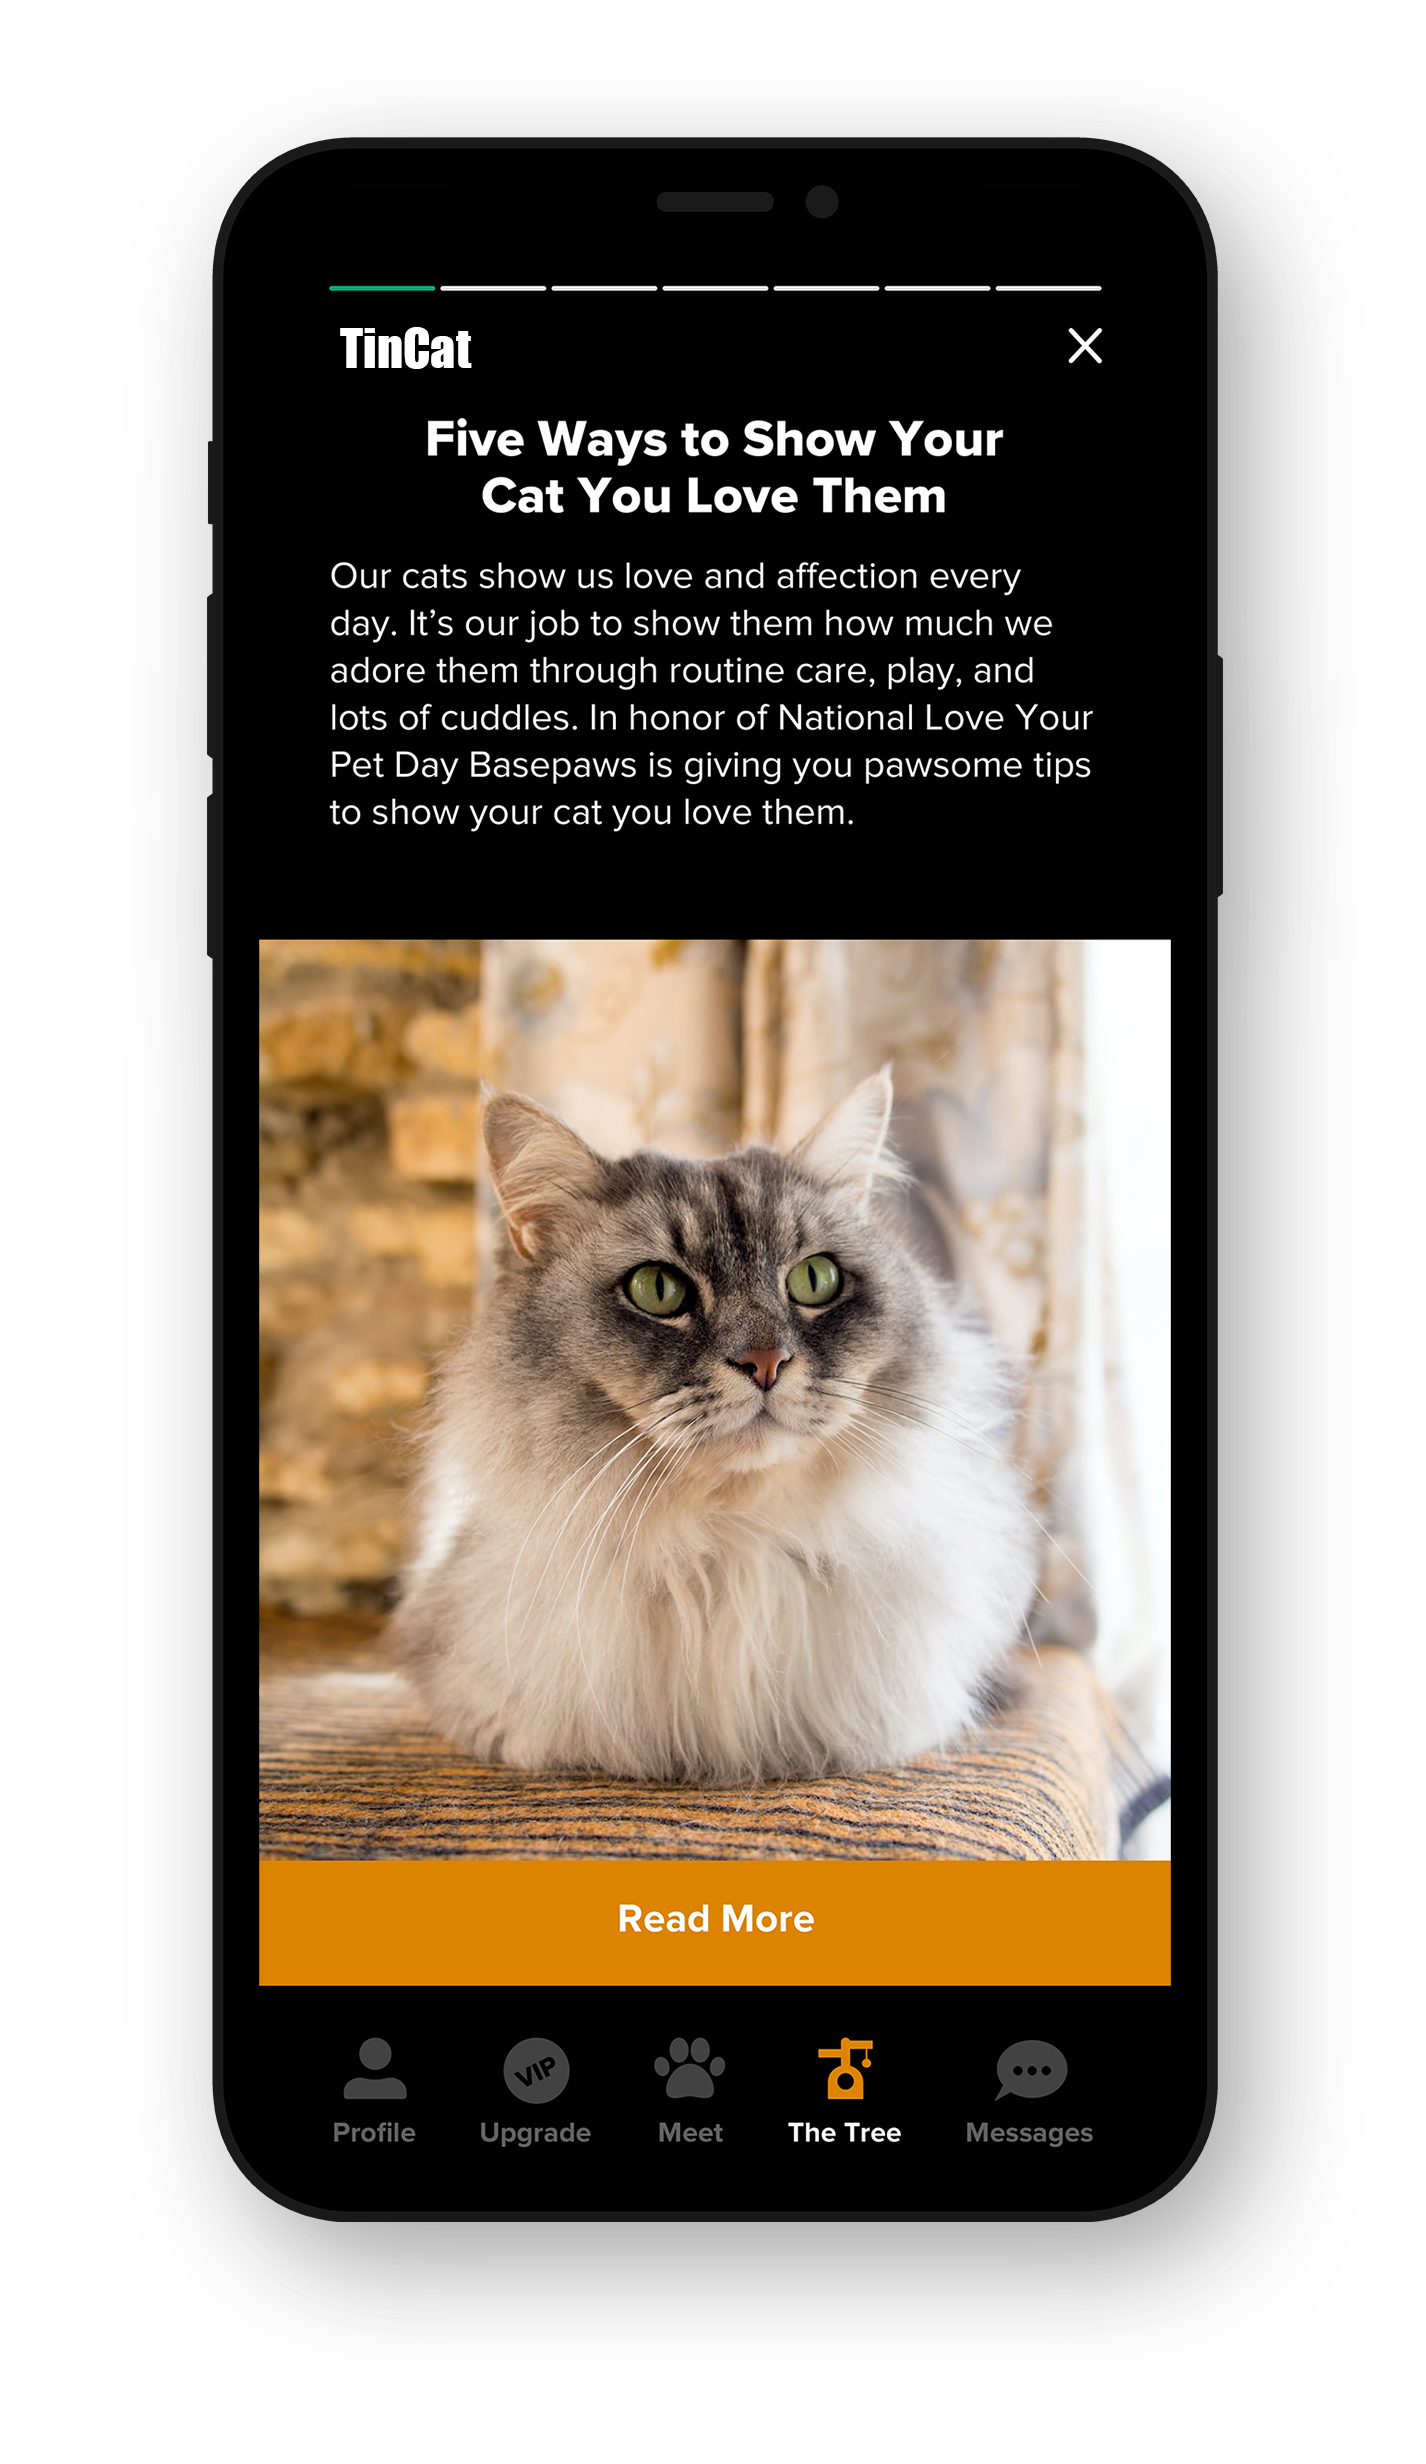 TinCat
Five Ways to Show Your
Cat You Love Them
Our cats show us love and affection every
day. It’s our job to show them how much we
adore them through routine care, play, and
lots of cuddles. In honor of National Love Your
Pet Day Basepaws is giving you pawsome tips
to show your cat you love them.
Read More
VIP
Profile Upgrade Meet The Tree Messages